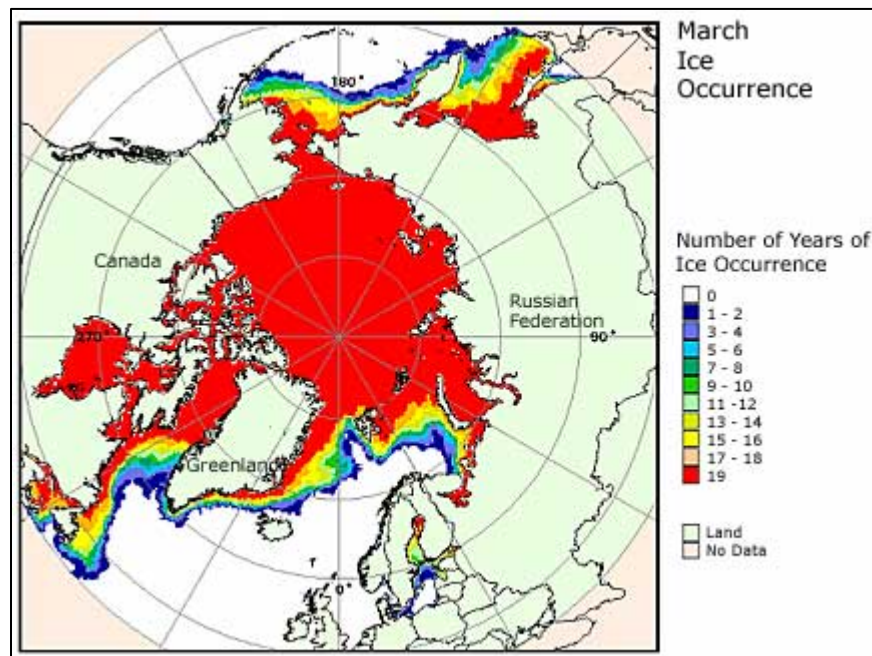 March
Ice
Occurrence
180°
Canada
Russian
Federation
270°
90°
Greenland
0°
Number of Years of
Ice Occurrence
0
1 - 2
3 - 4
5 - 6
7 - 8
9 - 10
11 -12
13 - 14
15 - 16
17 - 18
19
Land
No Data